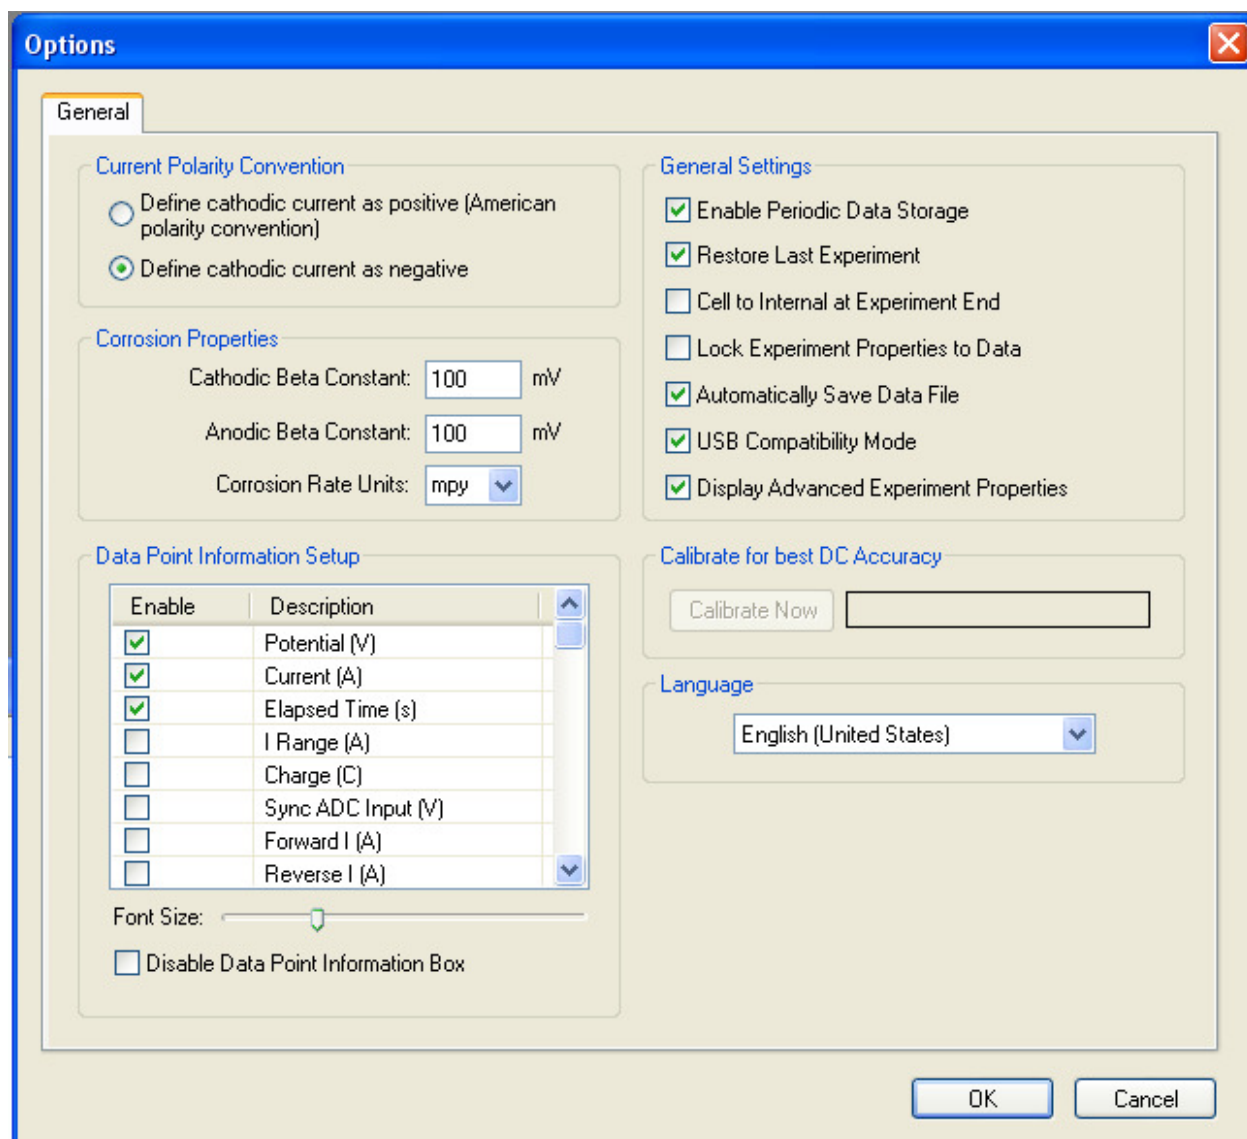 Options
General
Current Polarity Convention
Define cathodic current as positive (American
polarity convention)
Define cathodic current as negative
Corrosion Properties
Cathodic Beta Constant: 100 mV
Anodic Beta Constant: 100 mV
Corrosion Rate Units: mpy
Data Point Information Setup
Enable Description
Potential (V)
Current (A)
Elapsed Time (s)
I Range (A)
Charge (C)
Sync ADC Input (V)
Forward I (A)
Reverse I (A)
Font Size:
Disable Data Point Information Box
General Settings
Enable Periodic Data Storage
Restore Last Experiment
Cell to Internal at Experiment End
Lock Experiment Properties to Data
Automatically Save Data File
USB Compatibility Mode
Display Advanced Experiment Properties
Calibrate for best DC Accuracy
Calibrate Now
Language
English (United States)
OK Cancel